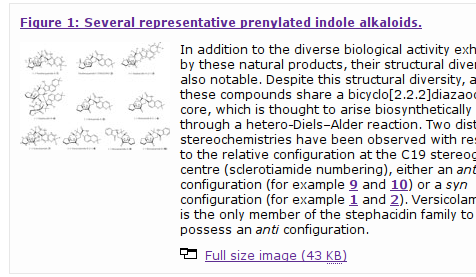 Figure 1: Several representative prenylated indole alkaloids.
In addition to the diverse biological activity exh
by these natural products, their structural diver
also notable. Despite this structural diversity, a
these compounds share a bicyclo[2.2.2]diazaoc
core, which is thought to arise biosynthetically
through a hetero-Diels–Alder reaction. Two dist
stereochemistries have been observed with res
to the relative configuration at the C19 stereog
centre (sclerotiamide numbering), either an ant
configuration (for example 9 and 10) or a syn
configuration (for example 1 and 2). Versicolam
is the only member of the stephacidin family to
possess an anti configuration.
Full size image (43 KB)